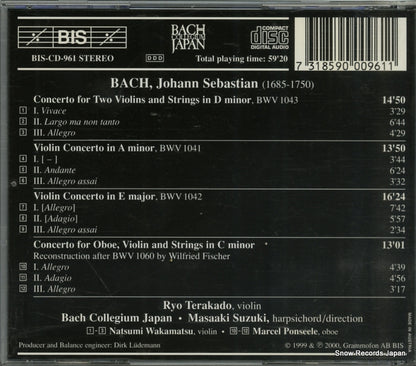 BIS
BIS-CD-961 STEREO
BACH
COLLEGIUM
JAPAN
DDD
COMPACT
disc
DIGITAL AUDIO
Total playing time: 59'20
7 318590 009611
BACH, Johann Sebastian (1685-1750)
Concerto for Two Violins and Strings in D minor, BWV 1043 14'50
1 I. Vivace 3'29
2 II. Largo ma non tanto 6'44
3 III. Allegro 4'29
Violin Concerto in A minor, BWV 1041 13'50
4 I. [ – ] 3'44
5 II. Andante 6'24
6 III. Allegro assai 3'32
Violin Concerto in E major, BWV 1042 16'24
7 I. [Allegro] 7'42
8 II. [Adagio] 5'57
9 III. Allegro assai 2'34
Concerto for Oboe, Violin and Strings in C minor 13'01
Reconstruction after BWV 1060 by Wilfried Fischer
10 I. Allegro 4'39
11 II. Adagio 4'56
12 III. Allegro 3'17
Ryo Terakado, violin
Bach Collegium Japan • Masaaki Suzuki, harpsichord/direction
1 - 3 Natsumi Wakamatsu, violin • 10 - 12 Marcel Ponseele, oboe
Producer and Balance engineer: Dirk Lüdemann
© 1999 & ℗ 2000, Grammofon AB BIS
MADE IN AUSTRIA
Snow Records Japan